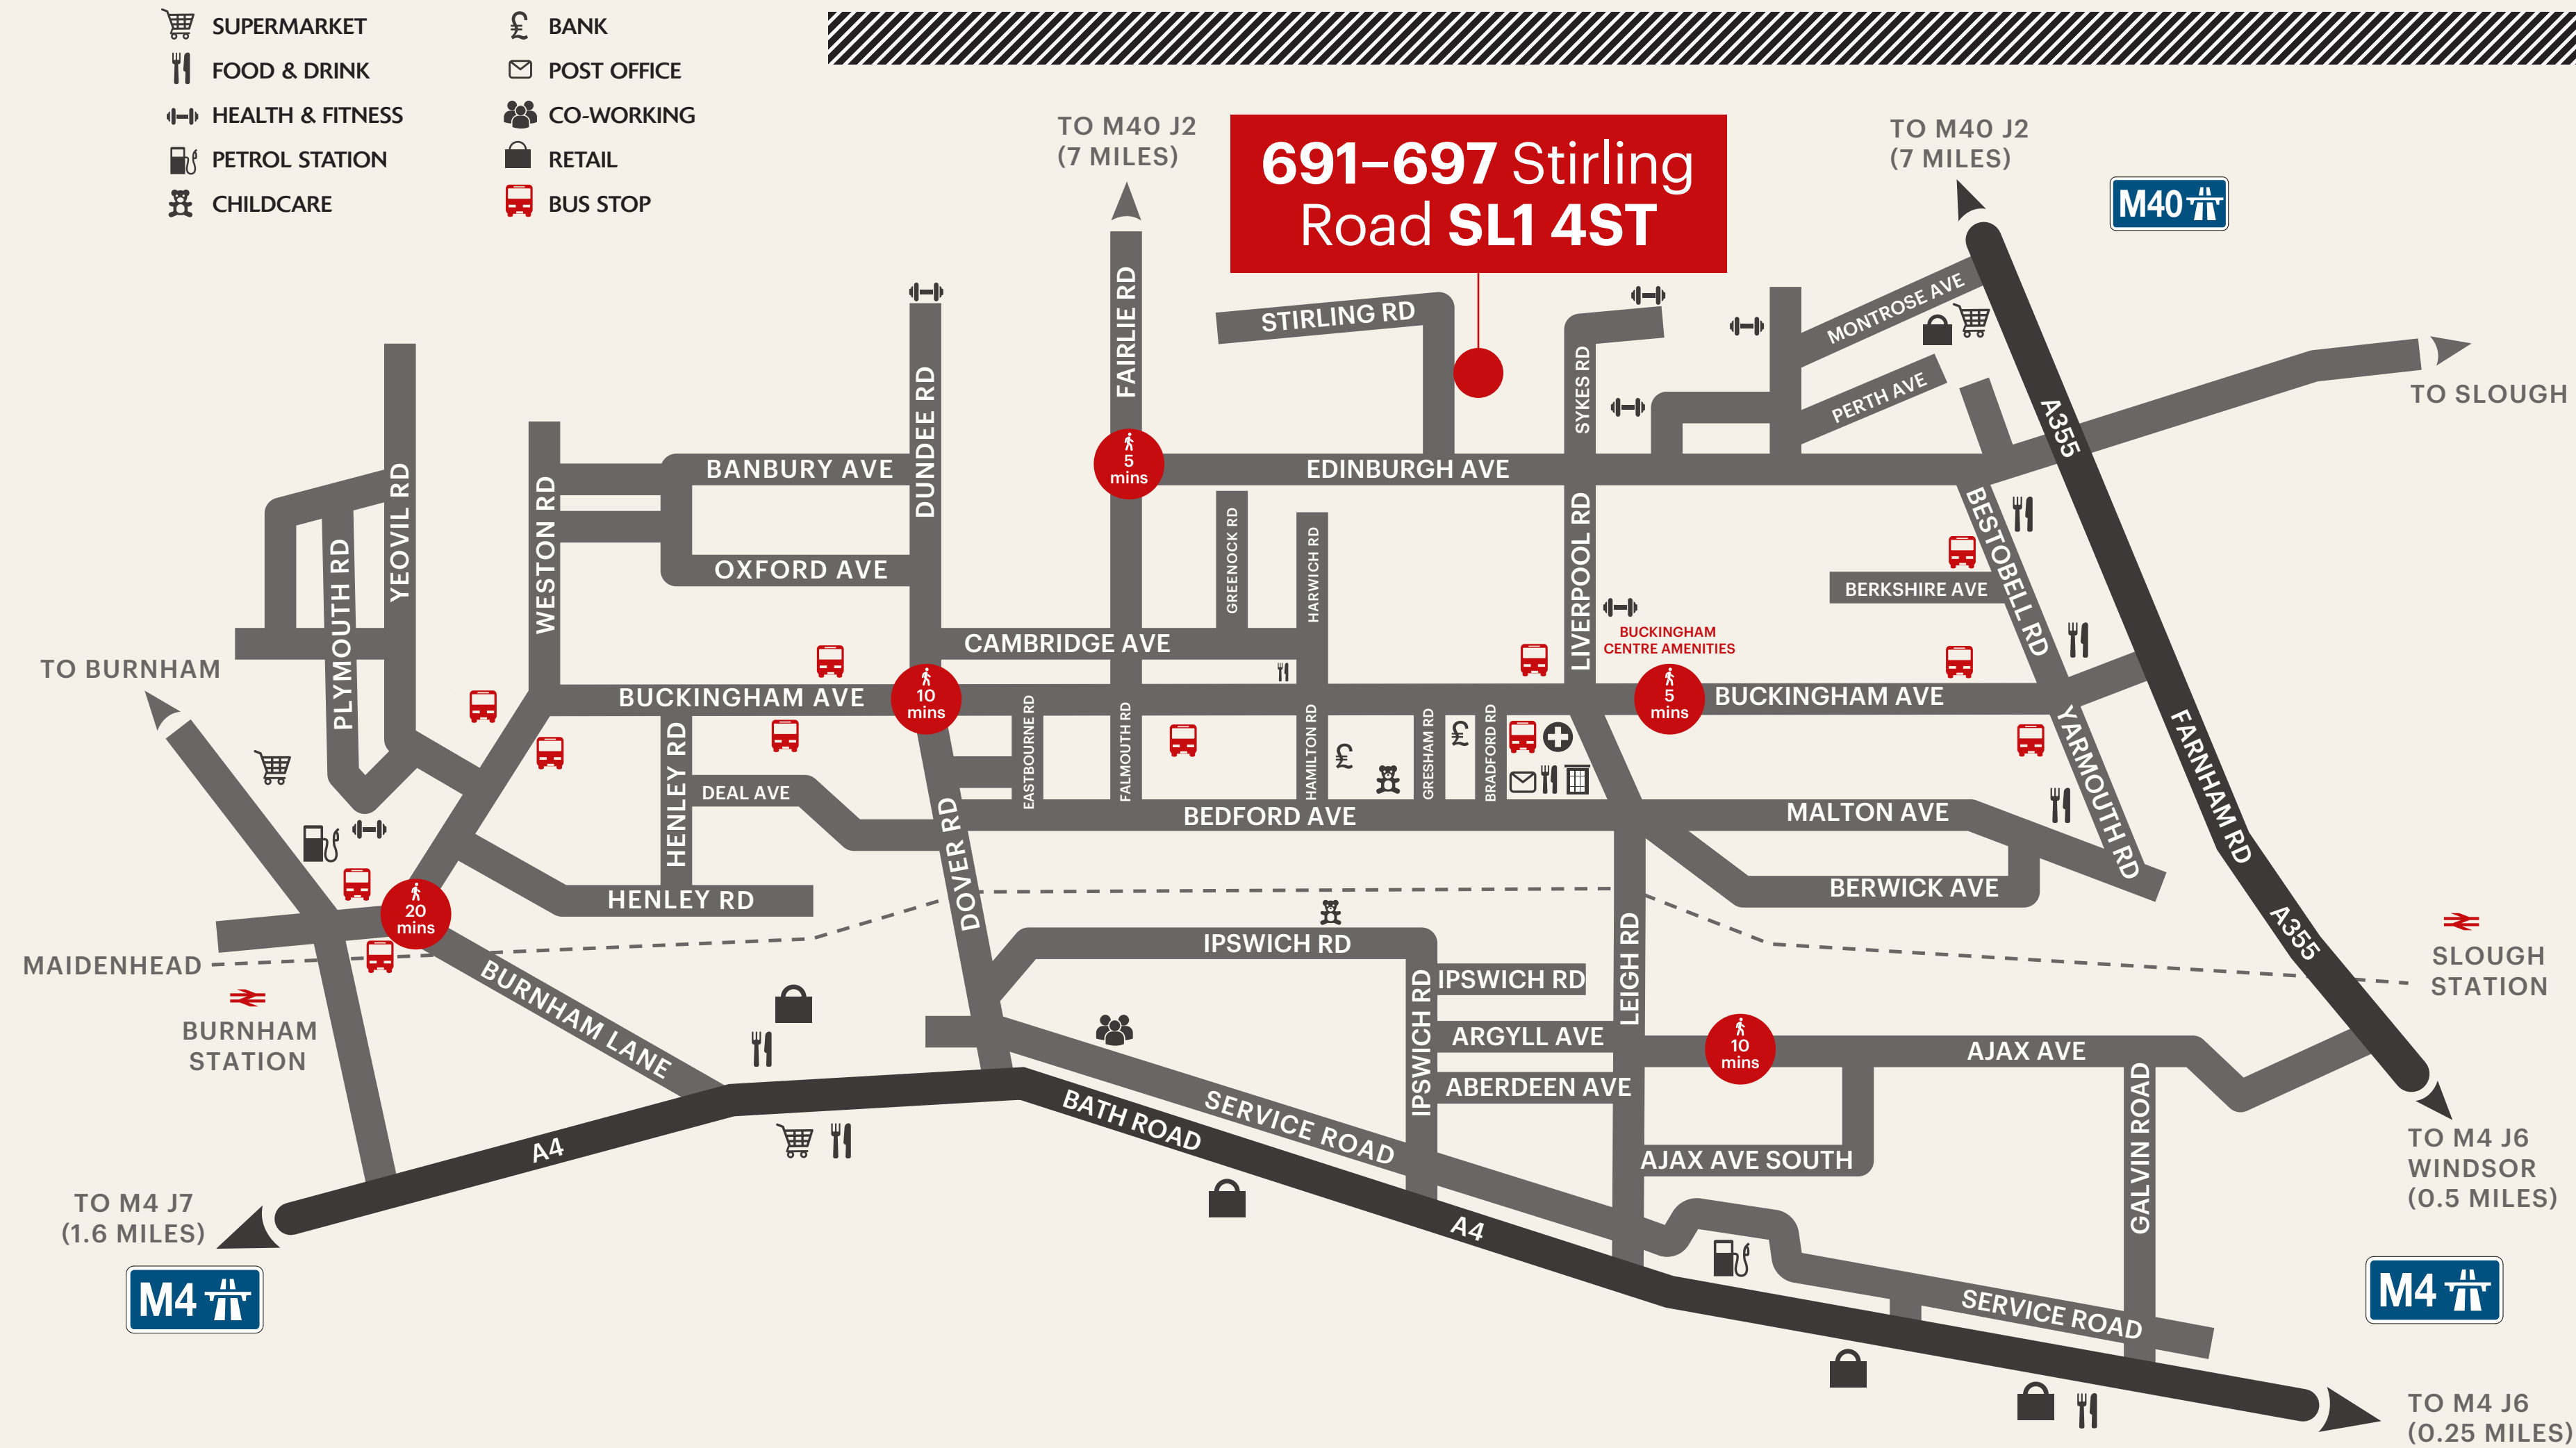 SUPERMARKET
FOOD & DRINK
HEALTH & FITNESS
PETROL STATION
CHILDCARE
BANK
POST OFFICE
CO-WORKING
RETAIL
BUS STOP
TO M40 J2
(7 MILES)
691–697 Stirling
Road SL1 4ST
TO M40 J2
(7 MILES)
M40
STIRLING RD
FAIRLIE RD
DUNDEE RD
SYKES RD
MONTROSE AVE
PERTH AVE
A355
TO SLOUGH
5
mins
EDINBURGH AVE
BANBURY AVE
OXFORD AVE
WESTON RD
YEOVIL RD
PLYMOUTH RD
GREENOCK RD
HARWICH RD
LIVERPOOL RD
BESTOBELL RD
BERKSHIRE AVE
BUCKINGHAM
CENTRE AMENITIES
CAMBRIDGE AVE
TO BURNHAM
BUCKINGHAM AVE
10
mins
5
mins
BUCKINGHAM AVE
EASTBOURNE RD
FALMOUTH RD
HAMILTON RD
GRESHAM RD
BRADFORD RD
YARMOUTH RD
FARNHAM RD
HENLEY RD
DEAL AVE
BEDFORD AVE
MALTON AVE
DOVER RD
HENLEY RD
BERWICK AVE
20
mins
MAIDENHEAD
BURNHAM
STATION
BURNHAM LANE
IPSWICH RD
IPSWICH RD
IPSWICH RD
LEIGH RD
A355
SLOUGH
STATION
ARGYLL AVE
10
mins
AJAX AVE
ABERDEEN AVE
GALVIN ROAD
AJAX AVE SOUTH
A4
BATH ROAD
SERVICE ROAD
A4
SERVICE ROAD
TO M4 J7
(1.6 MILES)
M4
TO M4 J6
WINDSOR
(0.5 MILES)
M4
TO M4 J6
(0.25 MILES)